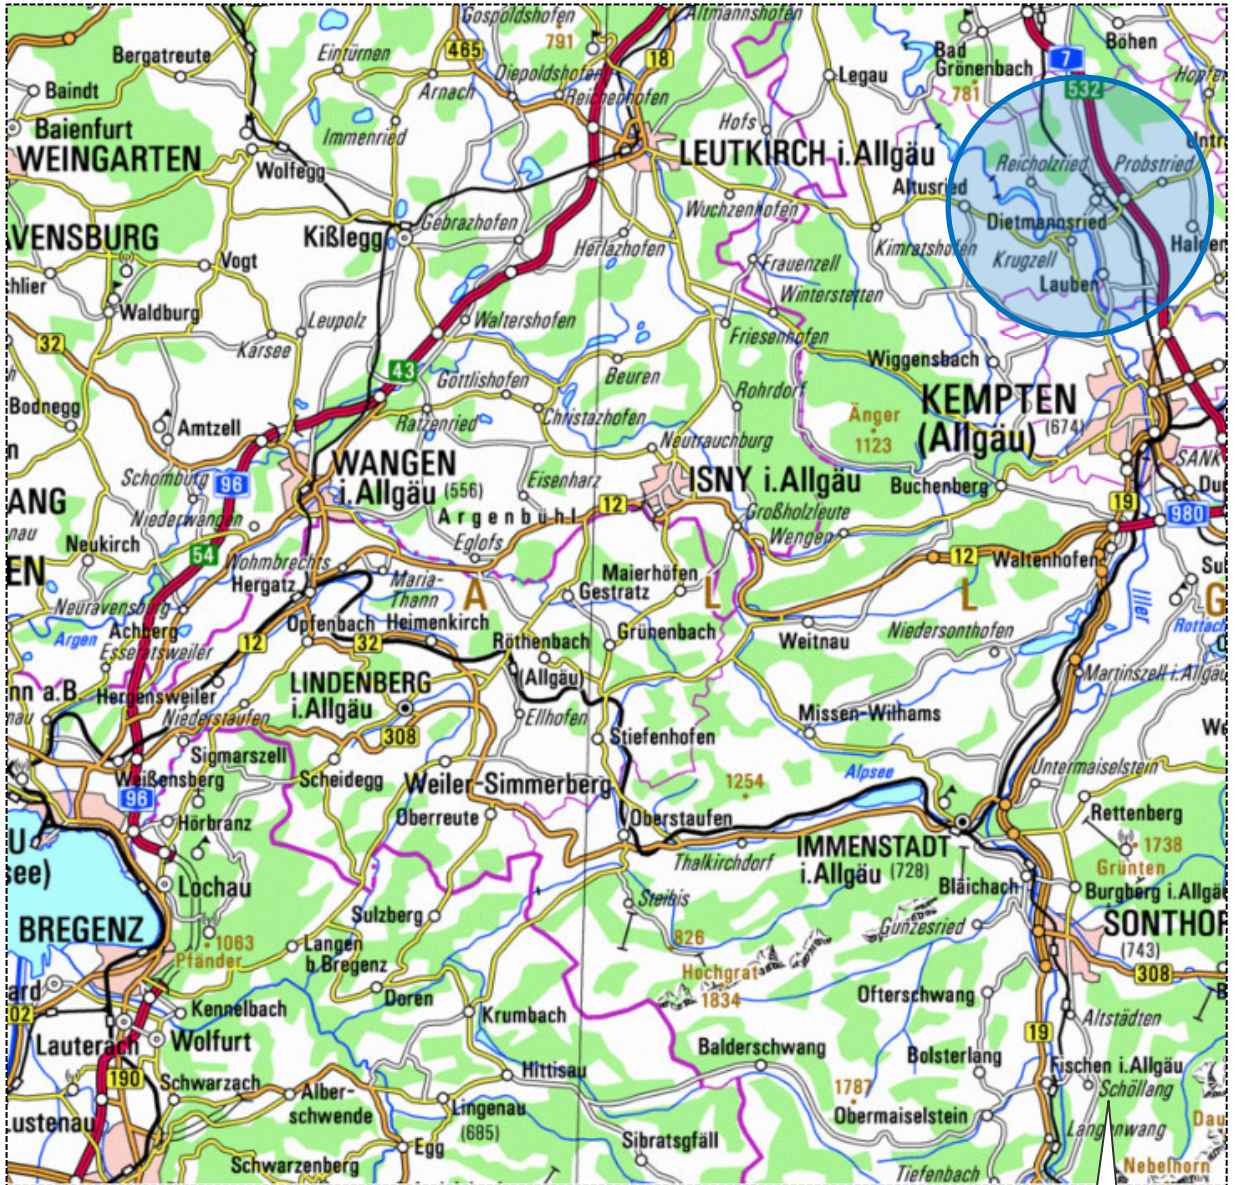 Gospoldshofen
791
465
18
Altmannshofen
Bad
Grönenbach
781
7
532
Böhen
Bergatreute
Eintürnen
Diepoldshofen
Legau
Baindt
Arnach
Reichenhofen
Baienfurt
WEINGARTEN
Immenried
Hofs
LEUTKIRCH i.Allgäu
Reicholzried
Probstried
Wolfegg
Altusried
Wuchzenhofen
Gebrazhofen
Dietmannsried
Kißlegg
Herlazhofen
Kimratshofen
Krugzell
Vogt
Frauenzell
Lauben
Winterstetten
Waldburg
Leupolz
Waltershofen
Friesenhofen
32
Karsee
Wiggensbach
43
Gottlishofen
Beuren
Rohrdorf
KEMPTEN
(Allgäu)
(674)
Bodnegg
Ratzenried
Christazhofen
Änger
1123
Amtzell
Neutrauchburg
WANGEN
i.Allgäu (556)
Schomburg
96
Eisenharz
ISNY i.Allgäu
Buchenberg
19
980
Niederwangen
Argenbühl
12
Großholzleute
Wengen
Neukirch
54
Wohmbrechts
Eglofs
12
Waltenhofen
Hergatz
Maria-
Thann
A
Maierhöfen
Gestratz
L
L
G
Iller
Neuravensburg
Argen
Achberg
Esseratsweiler
12
Opfenbach
32
Heimenkirch
Röthenbach
(Allgäu)
Grünenbach
Weitnau
Niedersonthofen
Martinszell i.Allgäu
Hergensweiler
LINDENBERG
i.Allgäu
Niederstaufen
Ellhofen
Missen-Wilhams
Sigmarszell
308
Stiefenhofen
Weißensberg
Scheidegg
Weiler-Simmerberg
1254
Alpsee
Untermaiselstein
96
Hörbranz
Oberreute
Oberstaufen
Rettenberg
IMMENSTADT
i.Allgäu (728)
1738
Grünten
Thalkirchdorf
Lochau
Blaichach
Burgberg i.Allgäu
Steibis
BREGENZ
Sulzberg
Gunzesried
SONTHOF
(743)
1063
Pfänder
Langen
b.Bregenz
826
Hochgrat
1834
308
Doren
Ofterschwang
Kennelbach
Krumbach
Altstädten
Lauterach
Wolfurt
19
Balderschwang
Bolsterlang
Fischen i.Allgäu
190
Schwarzach
Hittisau
Schöllang
Alber-
schwende
Lingenau
(685)
1787
Obermaiselstein
Langenwang
Sibratsgfäll
Egg
Schwarzenberg
Tiefenbach
Nebelhorn